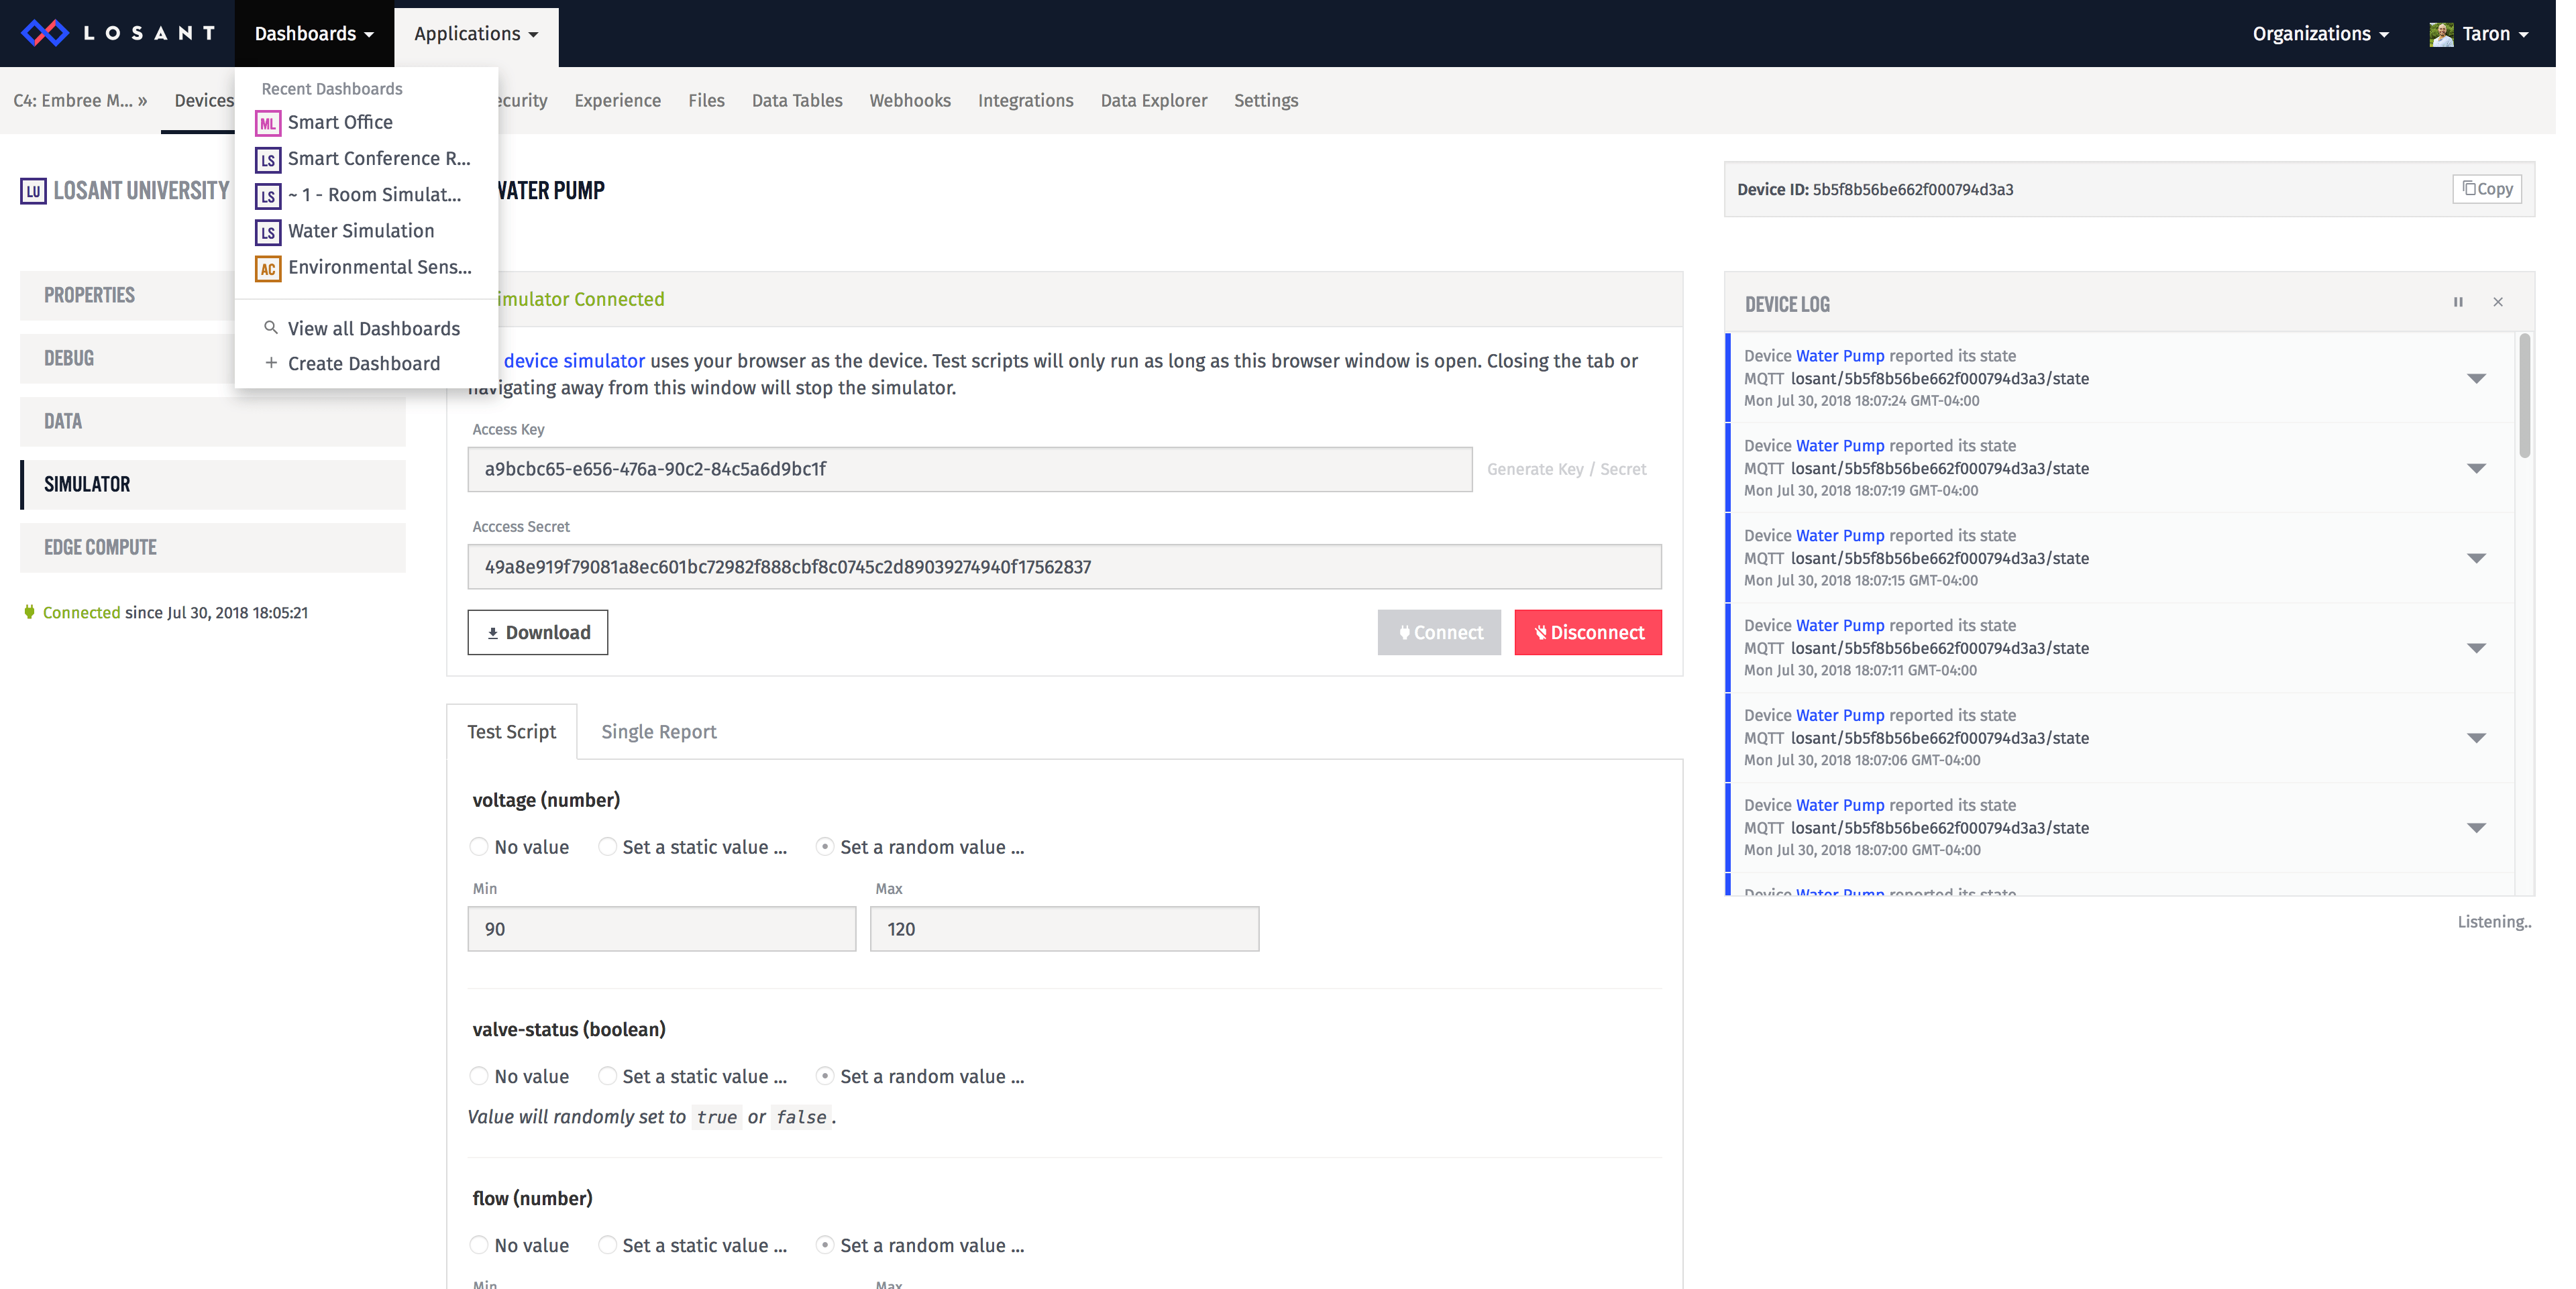 LOSANT
Dashboards
Applications
Organizations
Taron
C4: Embree M... »
Devices
ecurity
Experience
Files
Data Tables
Webhooks
Integrations
Data Explorer
Settings
Recent Dashboards
ML Smart Office
LS Smart Conference R...
LS ~ 1 - Room Simulat...
LS Water Simulation
AC Environmental Sens...
View all Dashboards
+ Create Dashboard
LU LOSANT UNIVERSITY
WATER PUMP
Device ID: 5b5f8b56be662f000794d3a3
Copy
PROPERTIES
DEBUG
DATA
SIMULATOR
EDGE COMPUTE
Connected since Jul 30, 2018 18:05:21
imulator Connected
device simulator uses your browser as the device. Test scripts will only run as long as this browser window is open. Closing the tab or
navigating away from this window will stop the simulator.
Access Key
a9bcbc65-e656-476a-90c2-84c5a6d9bc1f
Generate Key / Secret
Acccess Secret
49a8e919f79081a8ec601bc72982f888cbf8c0745c2d89039274940f17562837
Download
Connect
Disconnect
Test Script
Single Report
voltage (number)
No value
Set a static value ...
Set a random value ...
Min
Max
90
120
valve-status (boolean)
No value
Set a static value ...
Set a random value ...
Value will randomly set to true or false.
flow (number)
No value
Set a static value ...
Set a random value ...
Min
Max
DEVICE LOG
Device Water Pump reported its state
MQTT losant/5b5f8b56be662f000794d3a3/state
Mon Jul 30, 2018 18:07:24 GMT-04:00
Device Water Pump reported its state
MQTT losant/5b5f8b56be662f000794d3a3/state
Mon Jul 30, 2018 18:07:19 GMT-04:00
Device Water Pump reported its state
MQTT losant/5b5f8b56be662f000794d3a3/state
Mon Jul 30, 2018 18:07:15 GMT-04:00
Device Water Pump reported its state
MQTT losant/5b5f8b56be662f000794d3a3/state
Mon Jul 30, 2018 18:07:11 GMT-04:00
Device Water Pump reported its state
MQTT losant/5b5f8b56be662f000794d3a3/state
Mon Jul 30, 2018 18:07:06 GMT-04:00
Device Water Pump reported its state
MQTT losant/5b5f8b56be662f000794d3a3/state
Mon Jul 30, 2018 18:07:00 GMT-04:00
Device Water Pump reported its state
Listening..